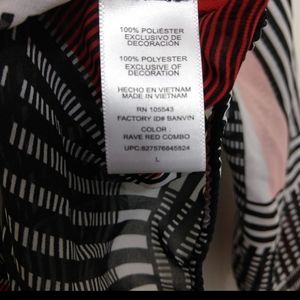 100% POLIÉSTER
EXCLUSIVO DE
DECORACIÓN
100% POLYESTER
EXCLUSIVE OF
DECORATION
HECHO EN VIETNAM
MADE IN VIETNAM
RN 105543
FACTORY ID# BANVIN
COLOR :
RAVE RED COMBO
UPC:827576845824
L